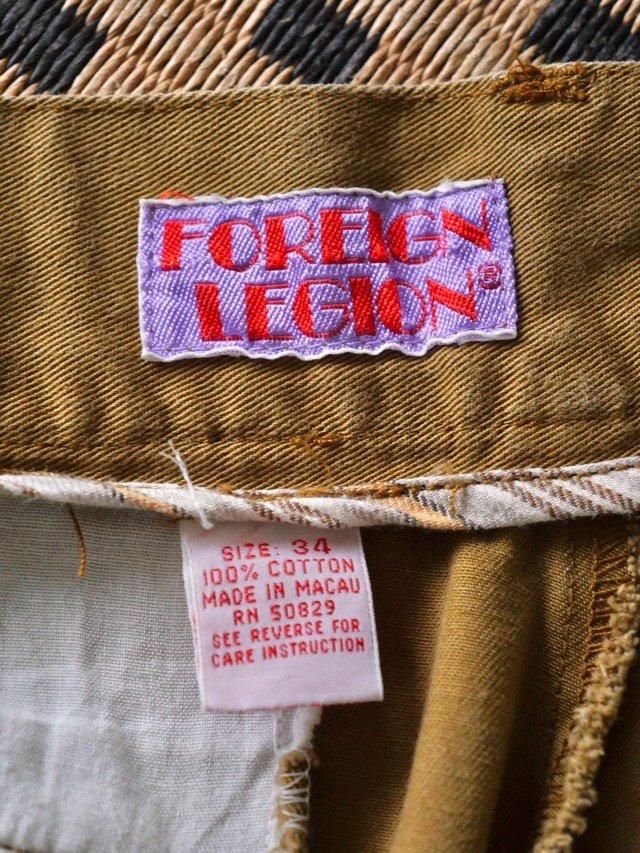 FOREIGN
LEGION®
SIZE: 34
100% COTTON
MADE IN MACAU
RN 50829
SEE REVERSE FOR
CARE INSTRUCTION